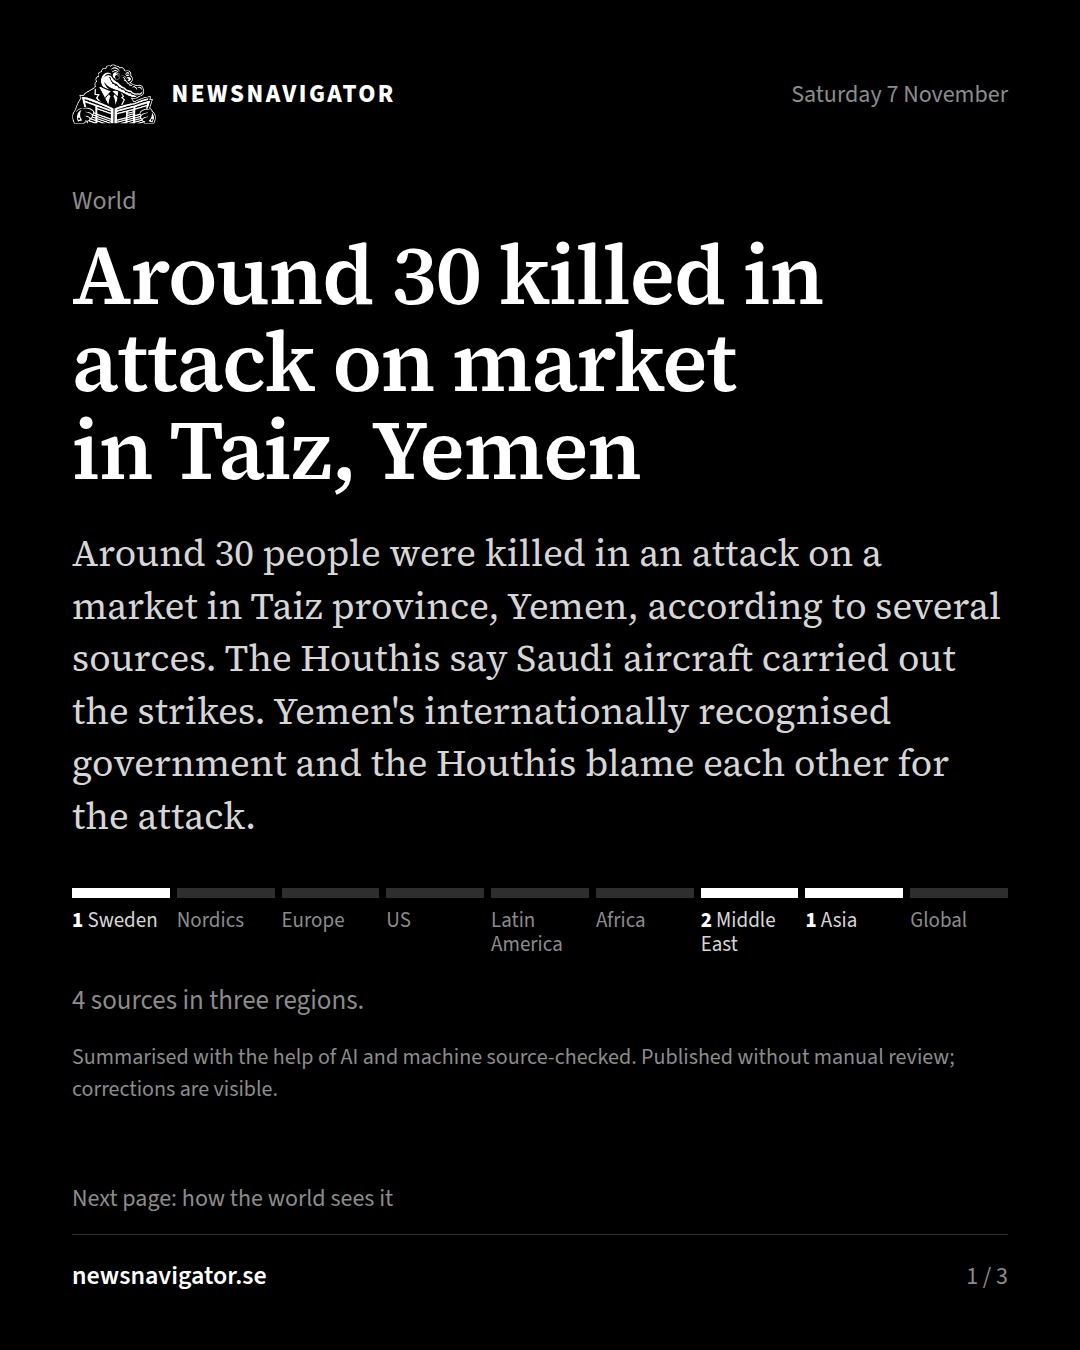 NEWSNAVIGATOR
Saturday 7 November
World
Around 30 killed in
attack on market
in Taiz, Yemen
Around 30 people were killed in an attack on a
market in Taiz province, Yemen, according to several
sources. The Houthis say Saudi aircraft carried out
the strikes. Yemen's internationally recognised
government and the Houthis blame each other for
the attack.
1 Sweden
Nordics
Europe
US
Latin
America
Africa
2 Middle
East
1 Asia
Global
4 sources in three regions.
Summarised with the help of AI and machine source-checked. Published without manual review;
corrections are visible.
Next page: how the world sees it
newsnavigator.se
1 / 3